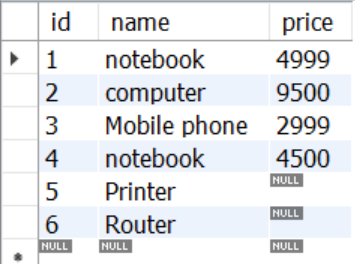 id name price
1 notebook 4999
2 computer 9500
3 Mobile phone 2999
4 notebook 4500
5 Printer NULL
6 Router NULL
NULL NULL NULL